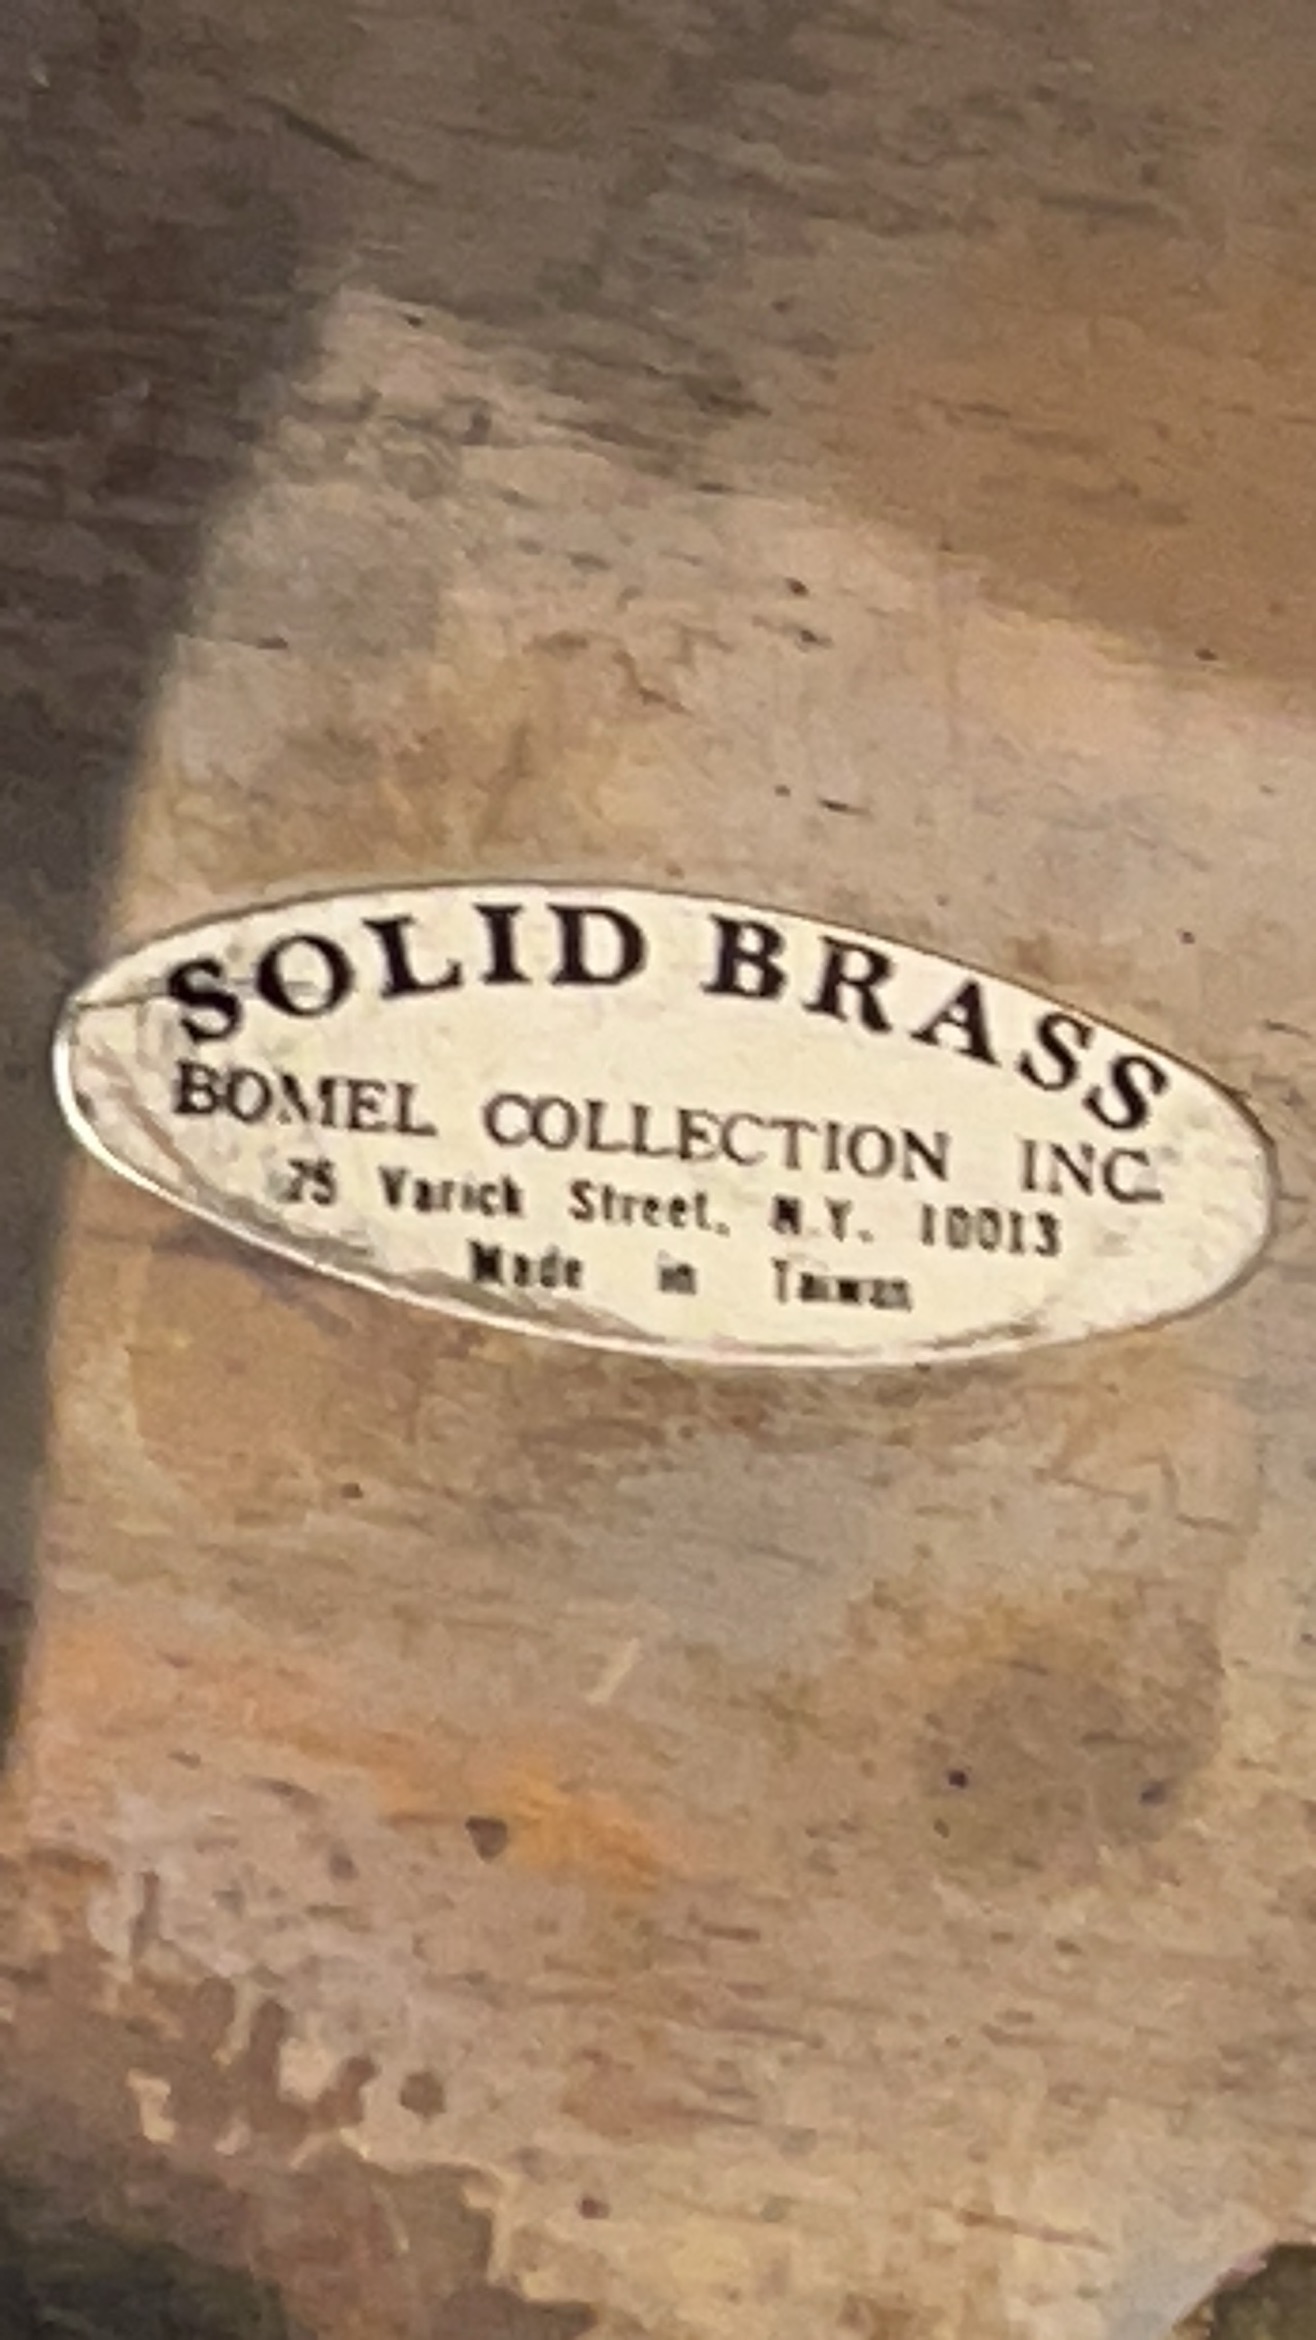 SOLID BRASS
BOMEL COLLECTION INC.
75 Varick Street, N.Y. 10013
Made in Taiwan